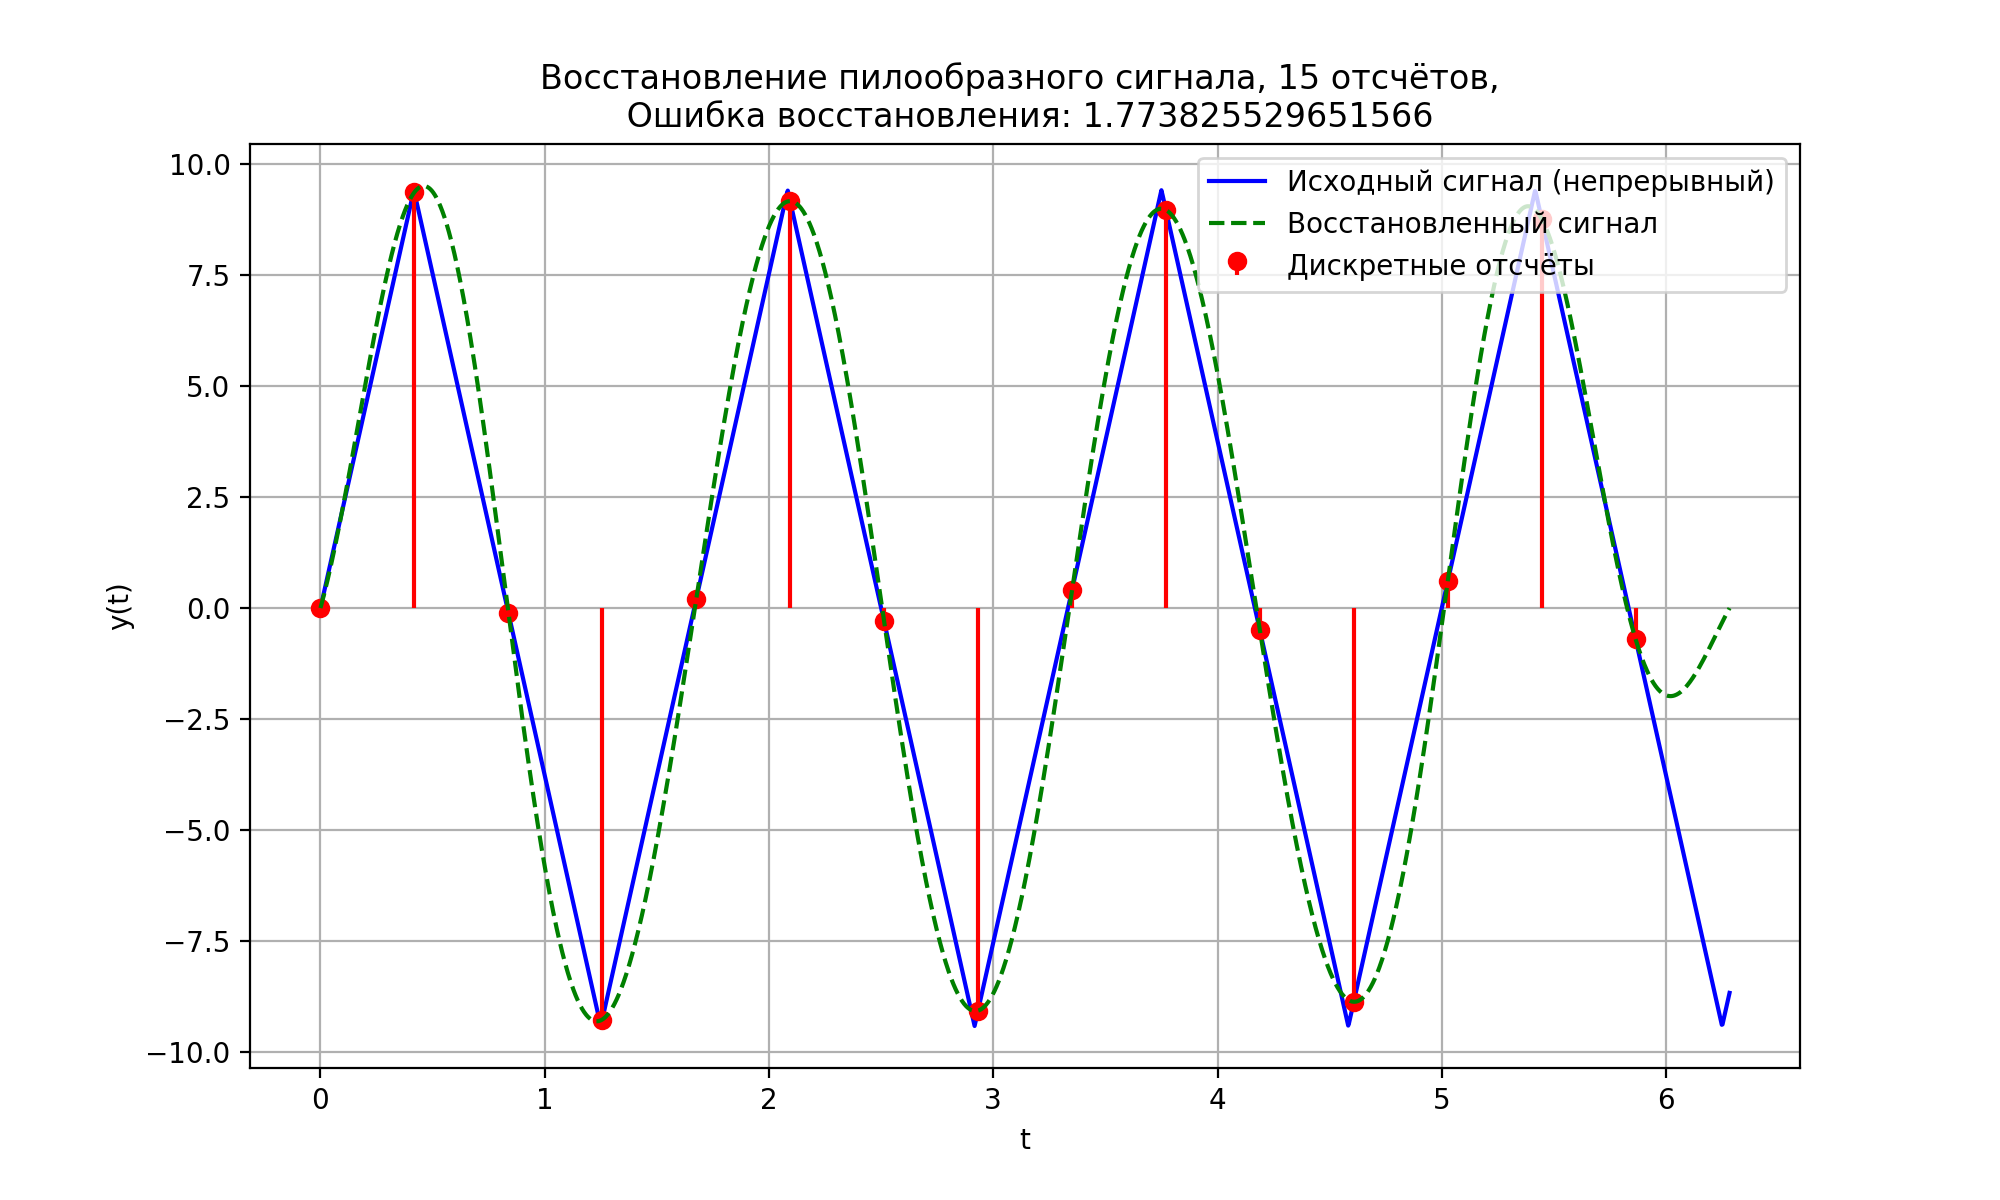 Восстановление пилообразного сигнала, 15 отсчётов,
Ошибка восстановления: 1.773825529651566
10.0
7.5
5.0
2.5
0.0
−2.5
−5.0
−7.5
−10.0
y(t)
Исходный сигнал (непрерывный)
Восстановленный сигнал
Дискретные отсчёты
0 1 2 3 4 5 6
t